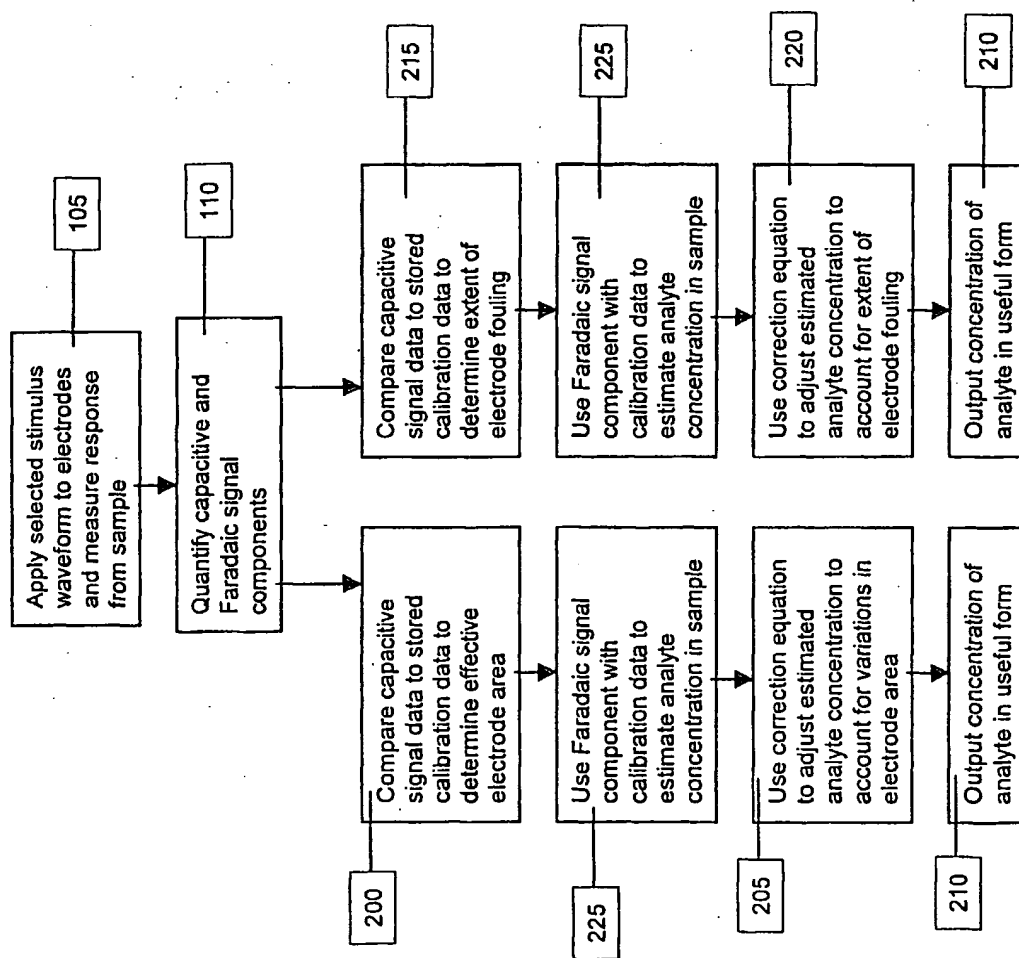 Apply selected stimulus
waveform to electrodes
and measure response
from sample
105
Quantify capacitive and
Faradaic signal
components
110
Compare capacitive
signal data to stored
calibration data to
determine effective
electrode area
200
Use Faradaic signal
component with
calibration data to
estimate analyte
concentration in sample
225
Use correction equation
to adjust estimated
analyte concentration to
account for variations in
electrode area
205
Output concentration of
analyte in useful form
210
Compare capacitive
signal data to stored
calibration data to
determine extent of
electrode fouling
215
Use Faradaic signal
component with
calibration data to
estimate analyte
concentration in sample
225
Use correction equation
to adjust estimated
analyte concentration to
account for extent of
electrode fouling
220
Output concentration of
analyte in useful form
210